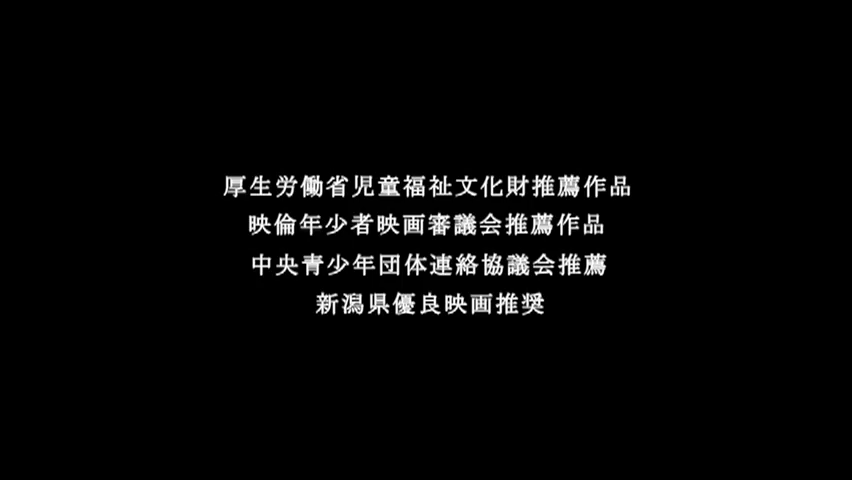 厚生労働省児童福祉文化財推薦作品
映倫年少者映画審議会推薦作品
中央青少年団体連絡協議会推薦
新潟県優良映画推奨